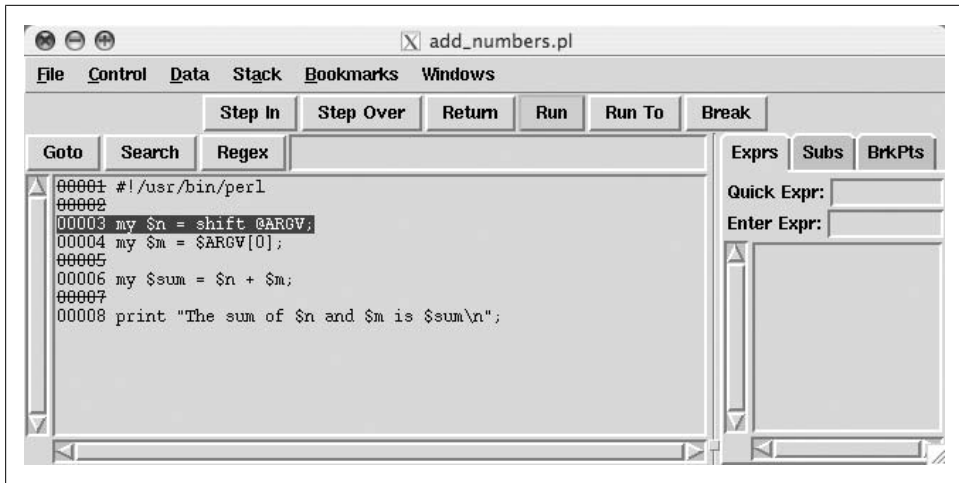 add_numbers.pl
File Control Data Stack Bookmarks Windows
Step In Step Over Return Run Run To Break
Goto Search Regex
Exprs Subs BrkPts
Quick Expr:
Enter Expr:
00001 #!/usr/bin/perl
00002
00003 my $n = shift @ARGV;
00004 my $m = $ARGV[0];
00005
00006 my $sum = $n + $m;
00007
00008 print "The sum of $n and $m is $sum\n";